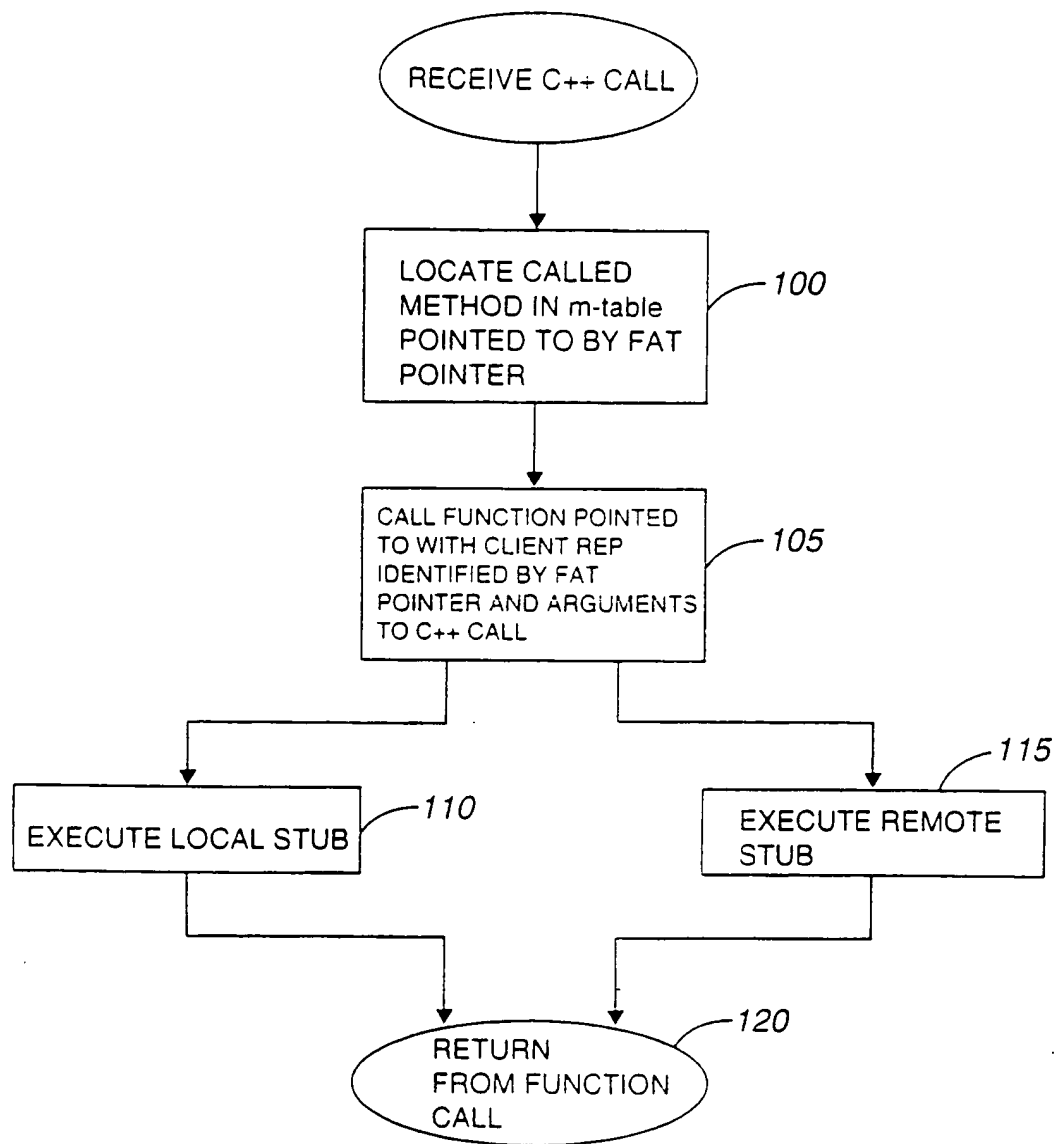 RECEIVE C++ CALL
LOCATE CALLED
METHOD IN m-table
POINTED TO BY FAT
POINTER
100
CALL FUNCTION POINTED
TO WITH CLIENT REP
IDENTIFIED BY FAT
POINTER AND ARGUMENTS
TO C++ CALL
105
EXECUTE LOCAL STUB
110
EXECUTE REMOTE
STUB
115
RETURN
FROM FUNCTION
CALL
120